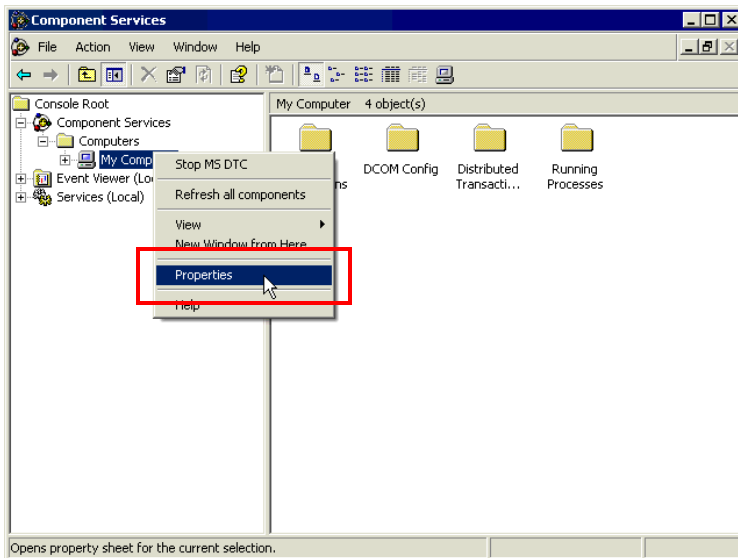 Component Services
File Action View Window Help
Console Root
Component Services
Computers
My Comp
Event Viewer (Lo
Services (Local)
My Computer 4 object(s)
ns
DCOM Config
Distributed
Transacti...
Running
Processes
Stop MS DTC
Refresh all components
View
New Window from Here
Properties
Help
Opens property sheet for the current selection.